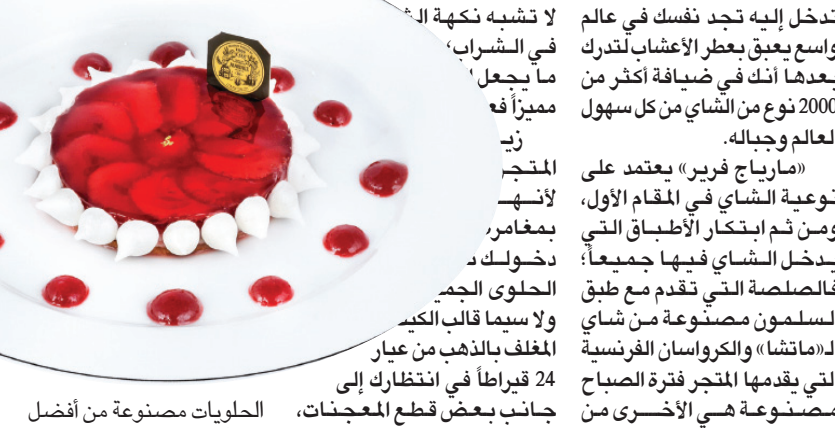 تدخل إليه تجد نفسك في عالم
واسع يعبق بعطر الأعشاب لتدرك
بعدها أنك في ضيافة أكثر من
2000 نوع من الشاي من كل سهول
العالم وجباله.
«مارياج فرير» يعتمد على
نوعية الشاي في المقام الأول،
ومن ثم ابتكار الأطباق التي
يدخل الشاي فيها جميعاً؛
فالصلصة التي تقدم مع طبق
السلمون مصنوعة من شاي
الـ«ماتشا» والكرواسان الفرنسية
التي يقدمها المتجر فترة الصباح
مصنوعة هي الأخرى من
لا تشبه نكهة
في الشراب،
ما يجعل
مميزاً
المتجر
دخولك
الحلوى
ولا سيما قالب
المغلف بالذهب من عيار
24 قيراطاً في انتظارك إلى
جانب بعض قطع المعجنات،
الحلويات مصنوعة من أفضل